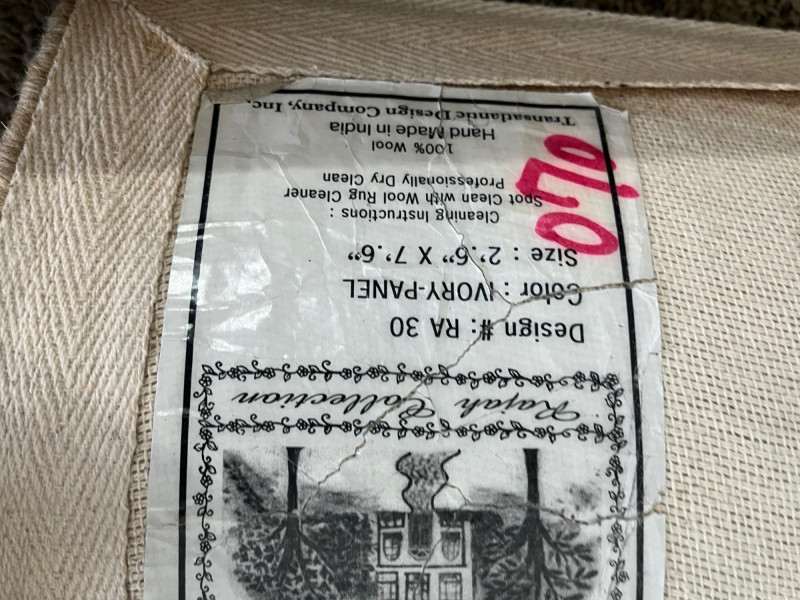 Rajah Collection
Design #: RA 30
Color : IVORY-PANEL
Size : 2'.6" X 7'.6"
Cleaning Instructions :
Spot Clean with Wool Rug Cleaner
Professionally Dry Clean
100% Wool
Hand Made in India
Transatlantic Design Company, Inc.